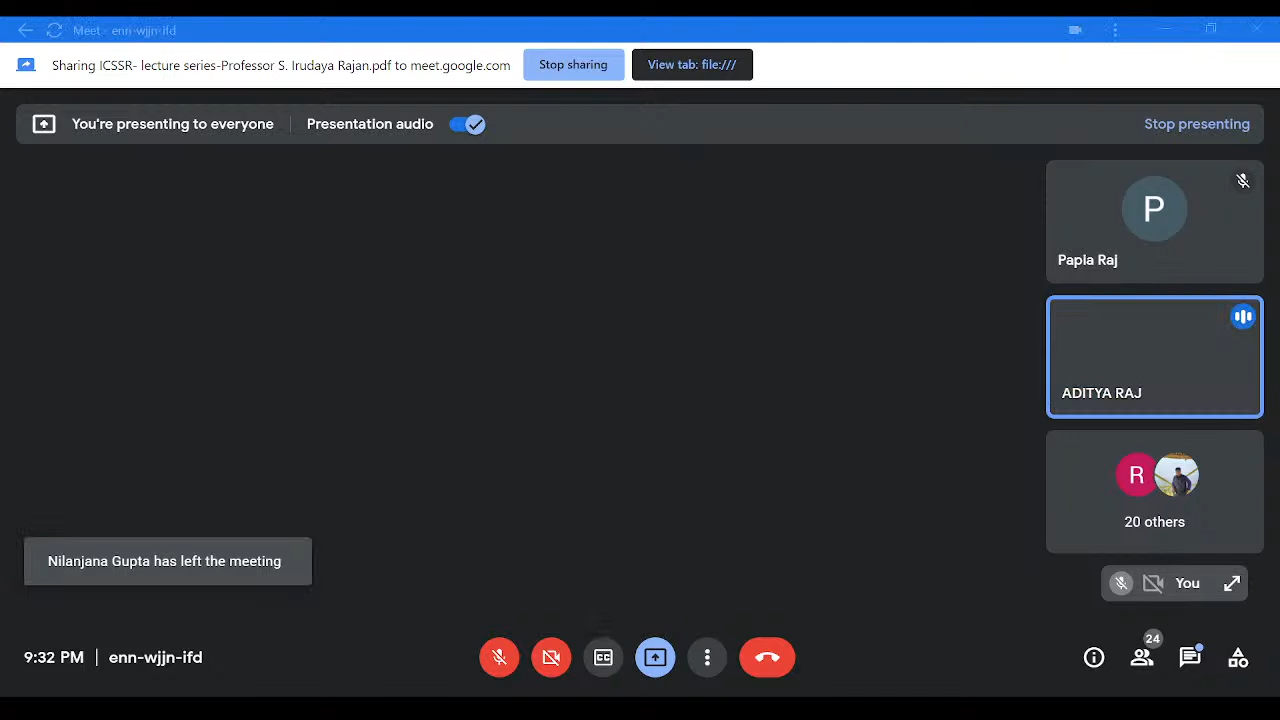 Meet - enn-wjjn-ifd
Sharing ICSSR- lecture series-Professor S. Irudaya Rajan.pdf to meet.google.com
Stop sharing
View tab: file:///
You're presenting to everyone
Presentation audio
Stop presenting
P
Papia Raj
ADITYA RAJ
R
20 others
Nilanjana Gupta has left the meeting
You
9:32 PM | enn-wjjn-ifd
CC
24